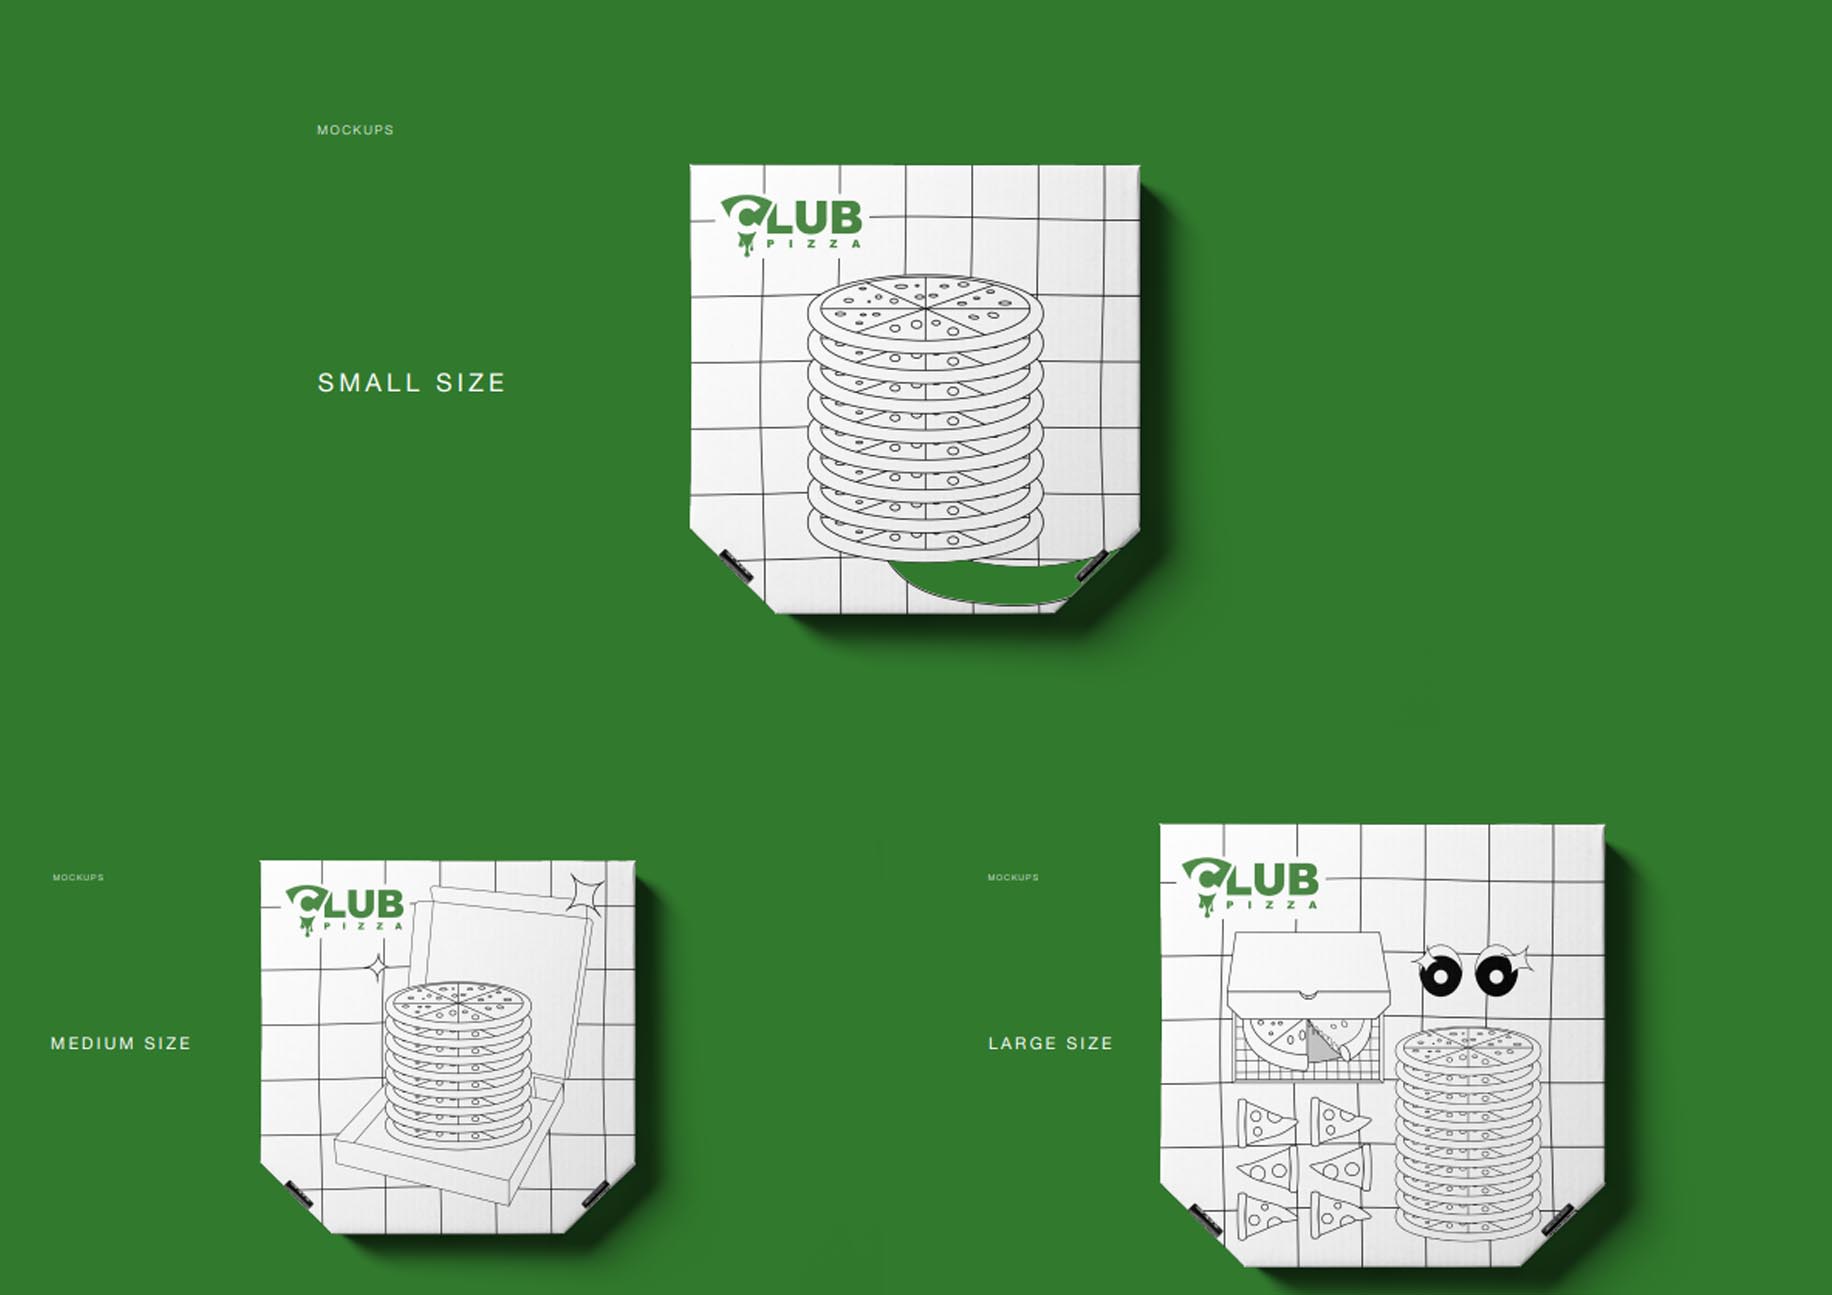 MOCKUPS
CLUB
PIZZA
SMALL SIZE
MOCKUPS
CLUB
PIZZA
MEDIUM SIZE
MOCKUPS
CLUB
PIZZA
LARGE SIZE